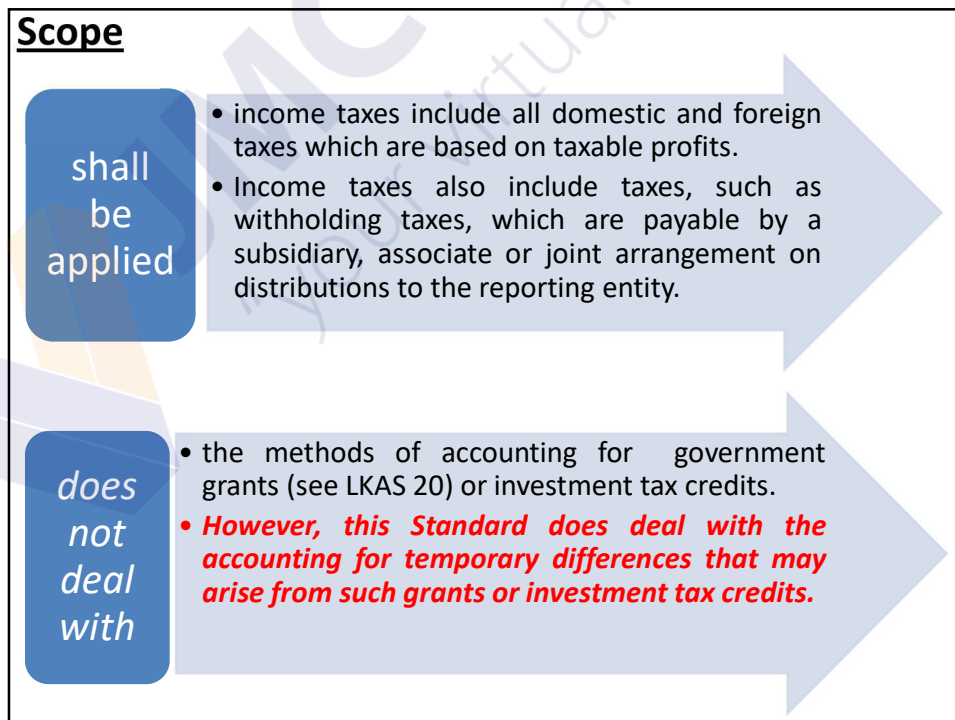 Scope
shall
be
applied
• income taxes include all domestic and foreign
taxes which are based on taxable profits.
• Income taxes also include taxes, such as
withholding taxes, which are payable by a
subsidiary, associate or joint arrangement on
distributions to the reporting entity.
does
not
deal
with
• the methods of accounting for government
grants (see LKAS 20) or investment tax credits.
• However, this Standard does deal with the
accounting for temporary differences that may
arise from such grants or investment tax credits.
JMC
your virtual